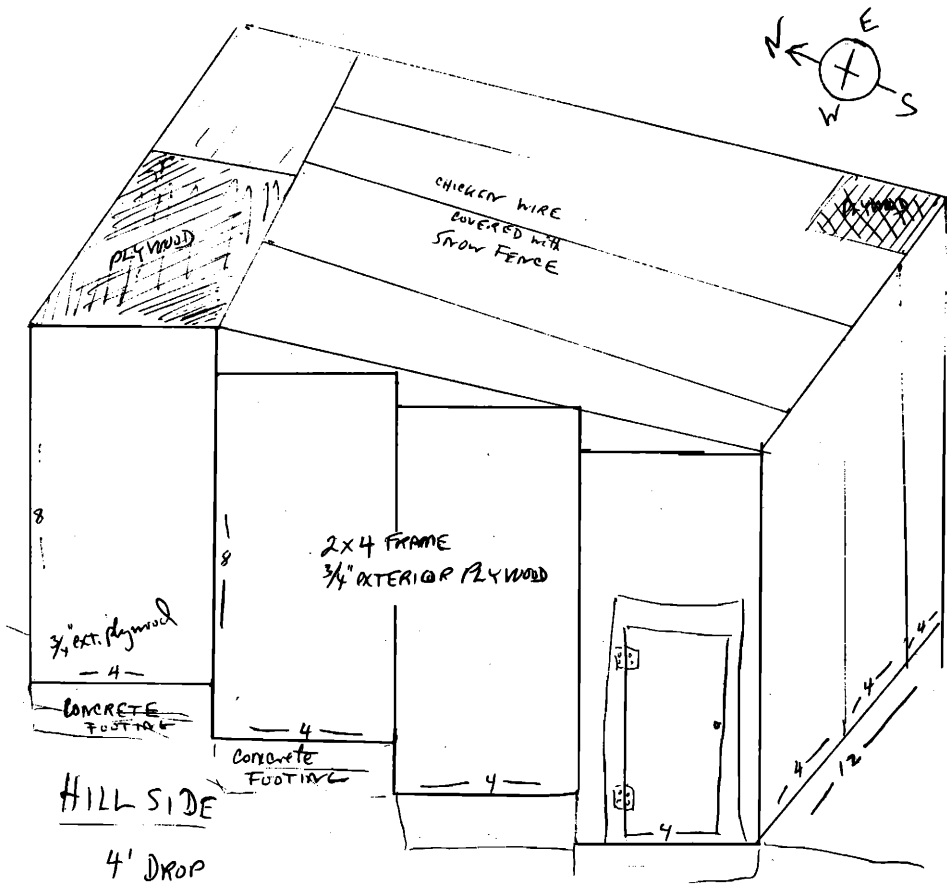 E
N
S
W
PLYWOOD
CHICKEN WIRE
COVERED with
SNOW FENCE
PLYWOOD
8
8
2x4 FRAME
3/4" EXTERIOR PLYWOOD
3/4" ext. plywood
4
CONCRETE
FOOTING
4
Concrete
FOOTING
4
4
4
4
4
12
HILL SIDE
4' DROP